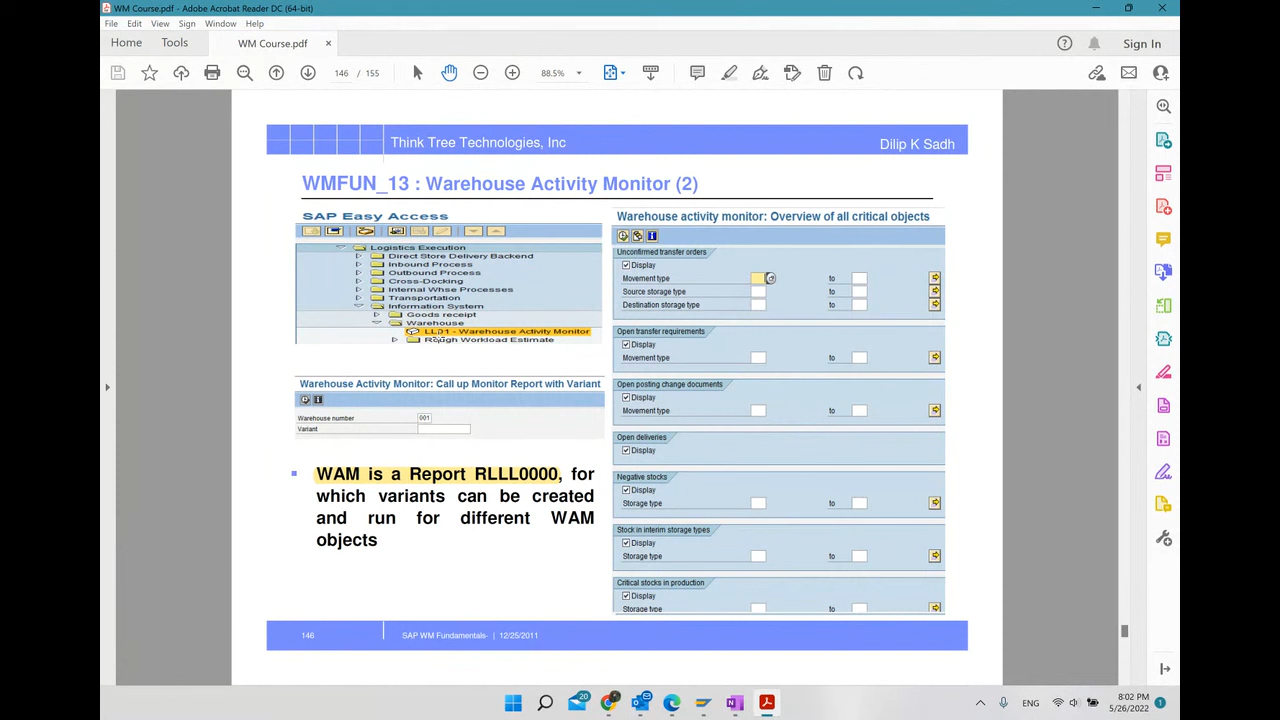 WM Course.pdf - Adobe Acrobat Reader DC (64-bit)
File Edit View Sign Window Help
Home Tools WM Course.pdf × Sign In
146 / 155 88.5%
Think Tree Technologies, Inc Dilip K Sadh
WMFUN_13 : Warehouse Activity Monitor (2)
SAP Easy Access
Logistics Execution
Direct Store Delivery Backend
Inbound Process
Outbound Process
Cross-Docking
Internal Whse Processes
Transportation
Information System
Goods receipt
Warehouse
LL01 - Warehouse Activity Monitor
Rough Workload Estimate
Warehouse Activity Monitor: Call up Monitor Report with Variant
Warehouse number 001
Variant
WAM is a Report RLLL0000, for
which variants can be created
and run for different WAM
objects
Warehouse activity monitor: Overview of all critical objects
Unconfirmed transfer orders
Display
Movement type to
Source storage type to
Destination storage type to
Open transfer requirements
Display
Movement type to
Open posting change documents
Display
Movement type to
Open deliveries
Display
Negative stocks
Display
Storage type to
Stock in interim storage types
Display
Storage type to
Critical stocks in production
Display
Storage type to
146 SAP WM Fundamentals- | 12/25/2011
20
ENG
8:02 PM
5/26/2022
1